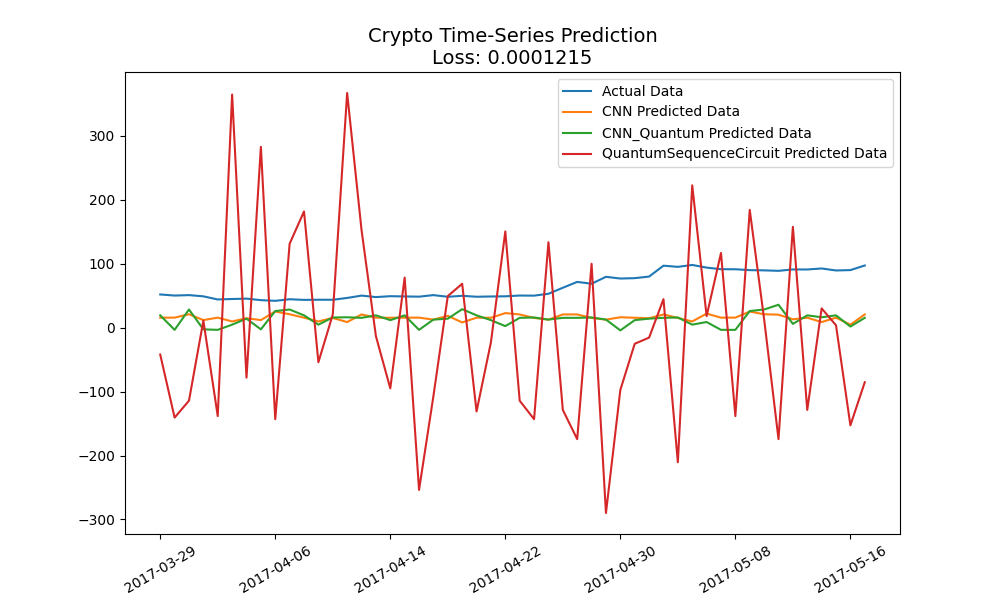 Crypto Time-Series Prediction
Loss: 0.0001215
Actual Data
CNN Predicted Data
CNN_Quantum Predicted Data
QuantumSequenceCircuit Predicted Data
300
200
100
0
−100
−200
−300
2017-03-29
2017-04-06
2017-04-14
2017-04-22
2017-04-30
2017-05-08
2017-05-16